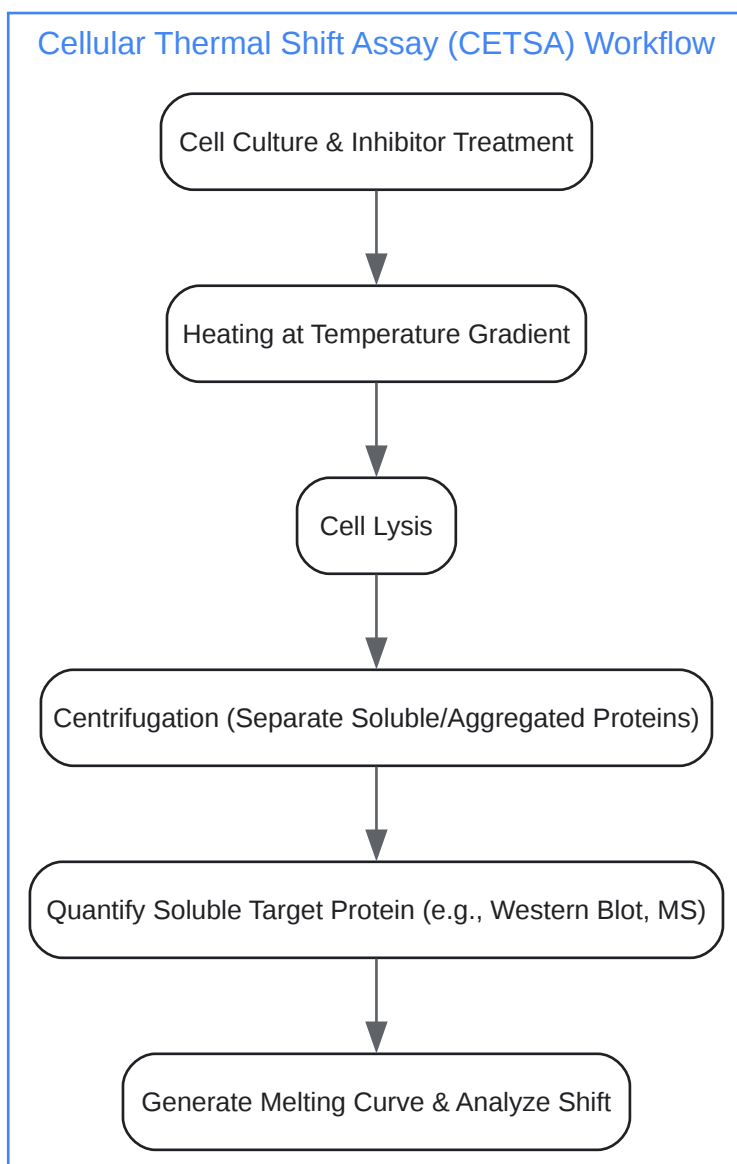 Cellular Thermal Shift Assay (CETSA) Workflow
Cell Culture & Inhibitor Treatment
Heating at Temperature Gradient
Cell Lysis
Centrifugation (Separate Soluble/Aggregated Proteins)
Quantify Soluble Target Protein (e.g., Western Blot, MS)
Generate Melting Curve & Analyze Shift